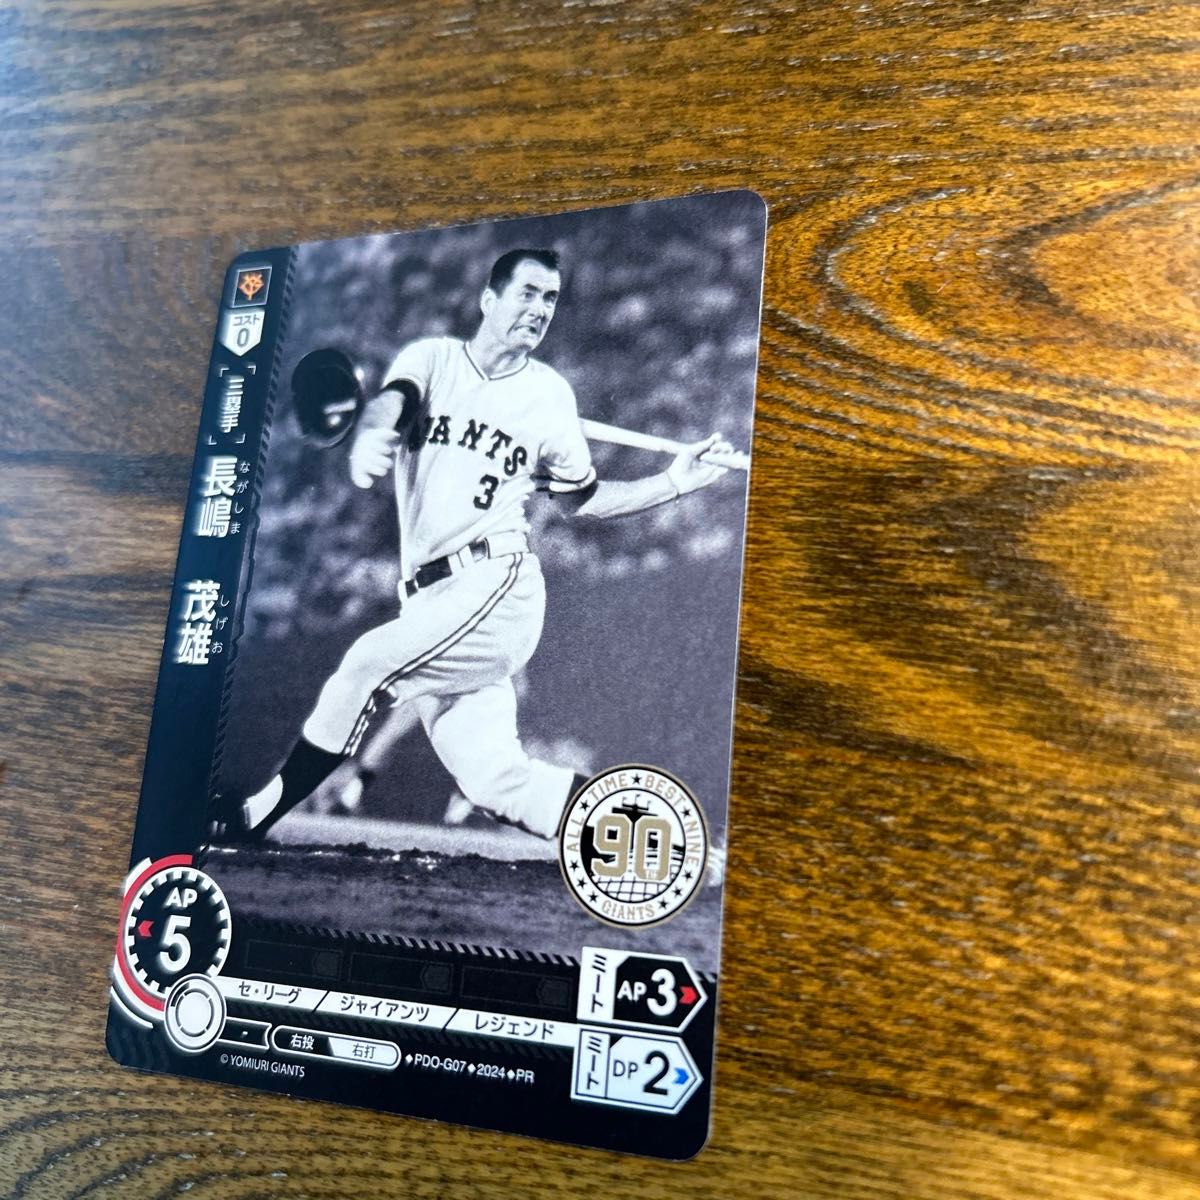 コスト
0
三塁手
長嶋 茂雄
ながしま しげお
GIANTS
3
ALL★TIME★BEST★NINE
90TH
GIANTS
AP
5
ミート AP 3
セ・リーグ / ジャイアンツ / レジェンド
ミート DP 2
-
右投 右打
◆PDO-G07◆2024◆PR
© YOMIURI GIANTS